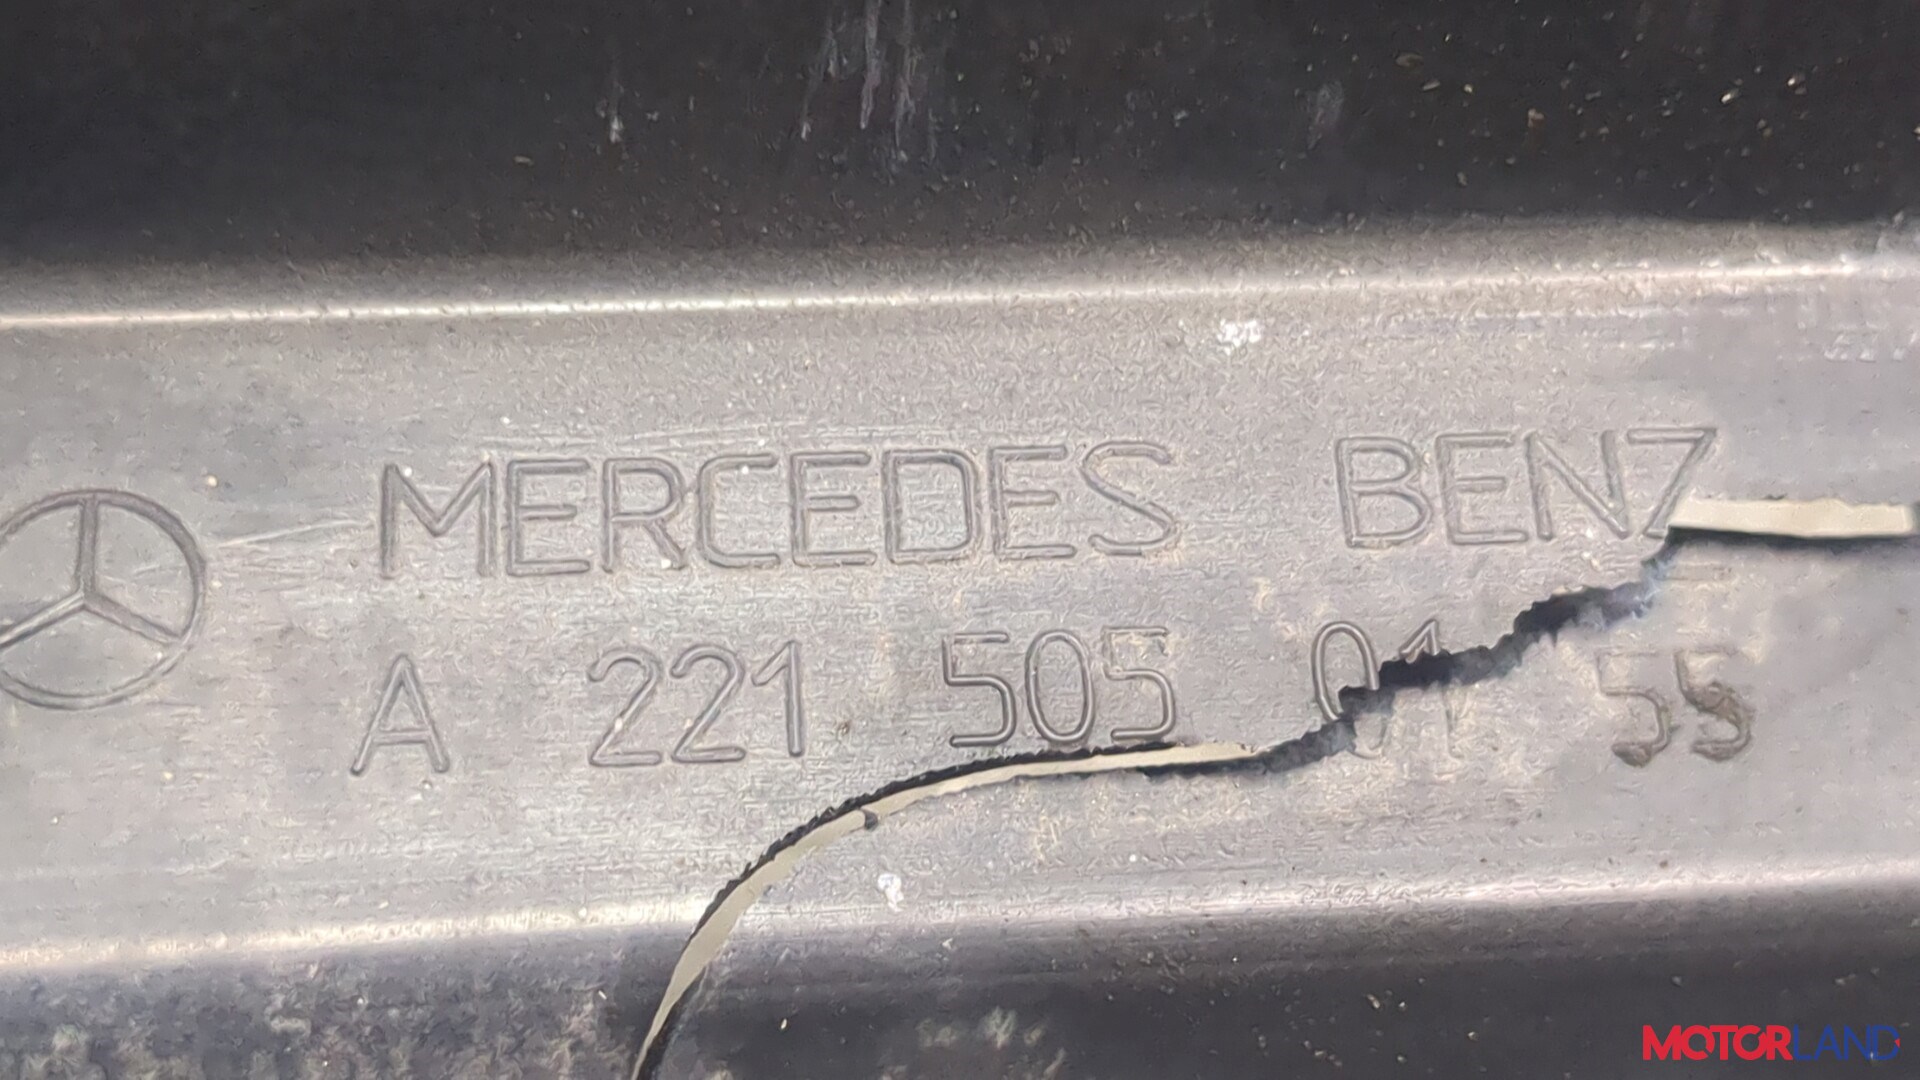 MERCEDES BENZ
A 221 505 01 55
MOTORLAND